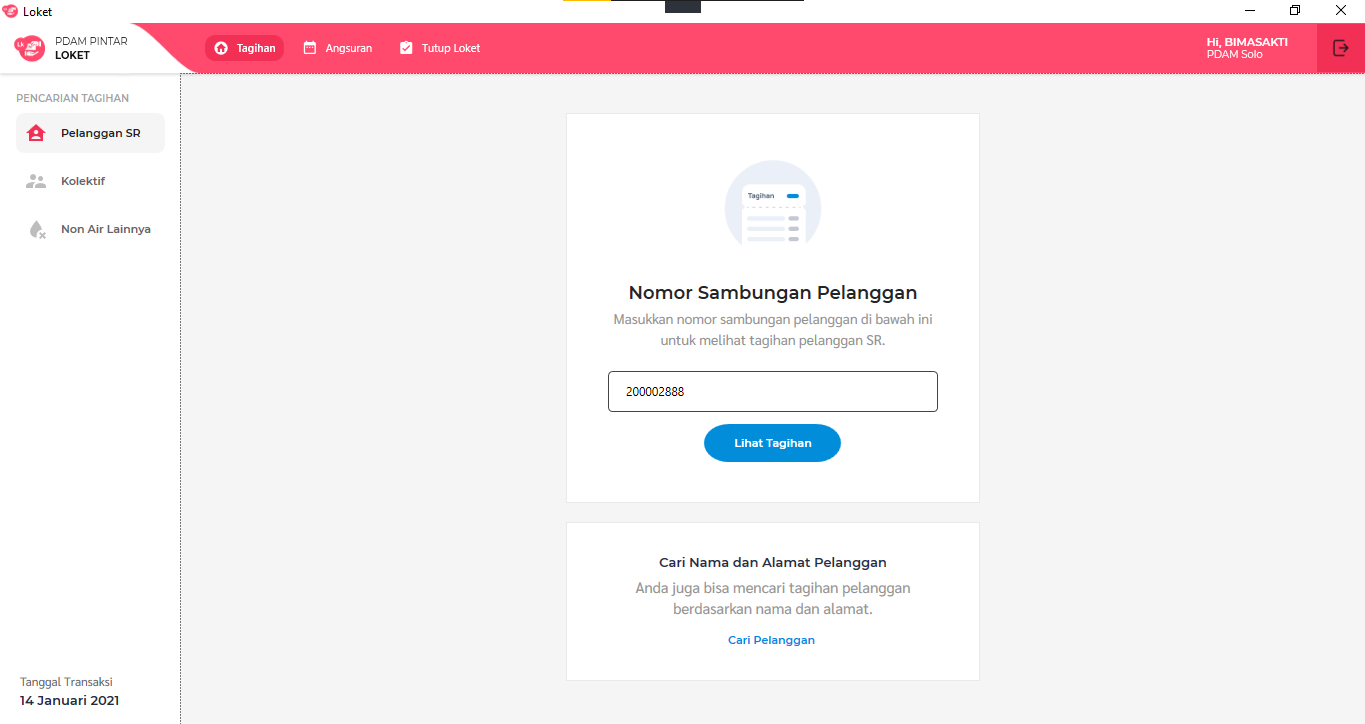 Loket
PDAM PINTAR
LOKET
Tagihan
Angsuran
Tutup Loket
Hi, BIMASAKTI
PDAM Solo
PENCARIAN TAGIHAN
Pelanggan SR
Kolektif
Non Air Lainnya
Tagihan
Nomor Sambungan Pelanggan
Masukkan nomor sambungan pelanggan di bawah ini
untuk melihat tagihan pelanggan SR.
200002888
Lihat Tagihan
Cari Nama dan Alamat Pelanggan
Anda juga bisa mencari tagihan pelanggan
berdasarkan nama dan alamat.
Cari Pelanggan
Tanggal Transaksi
14 Januari 2021